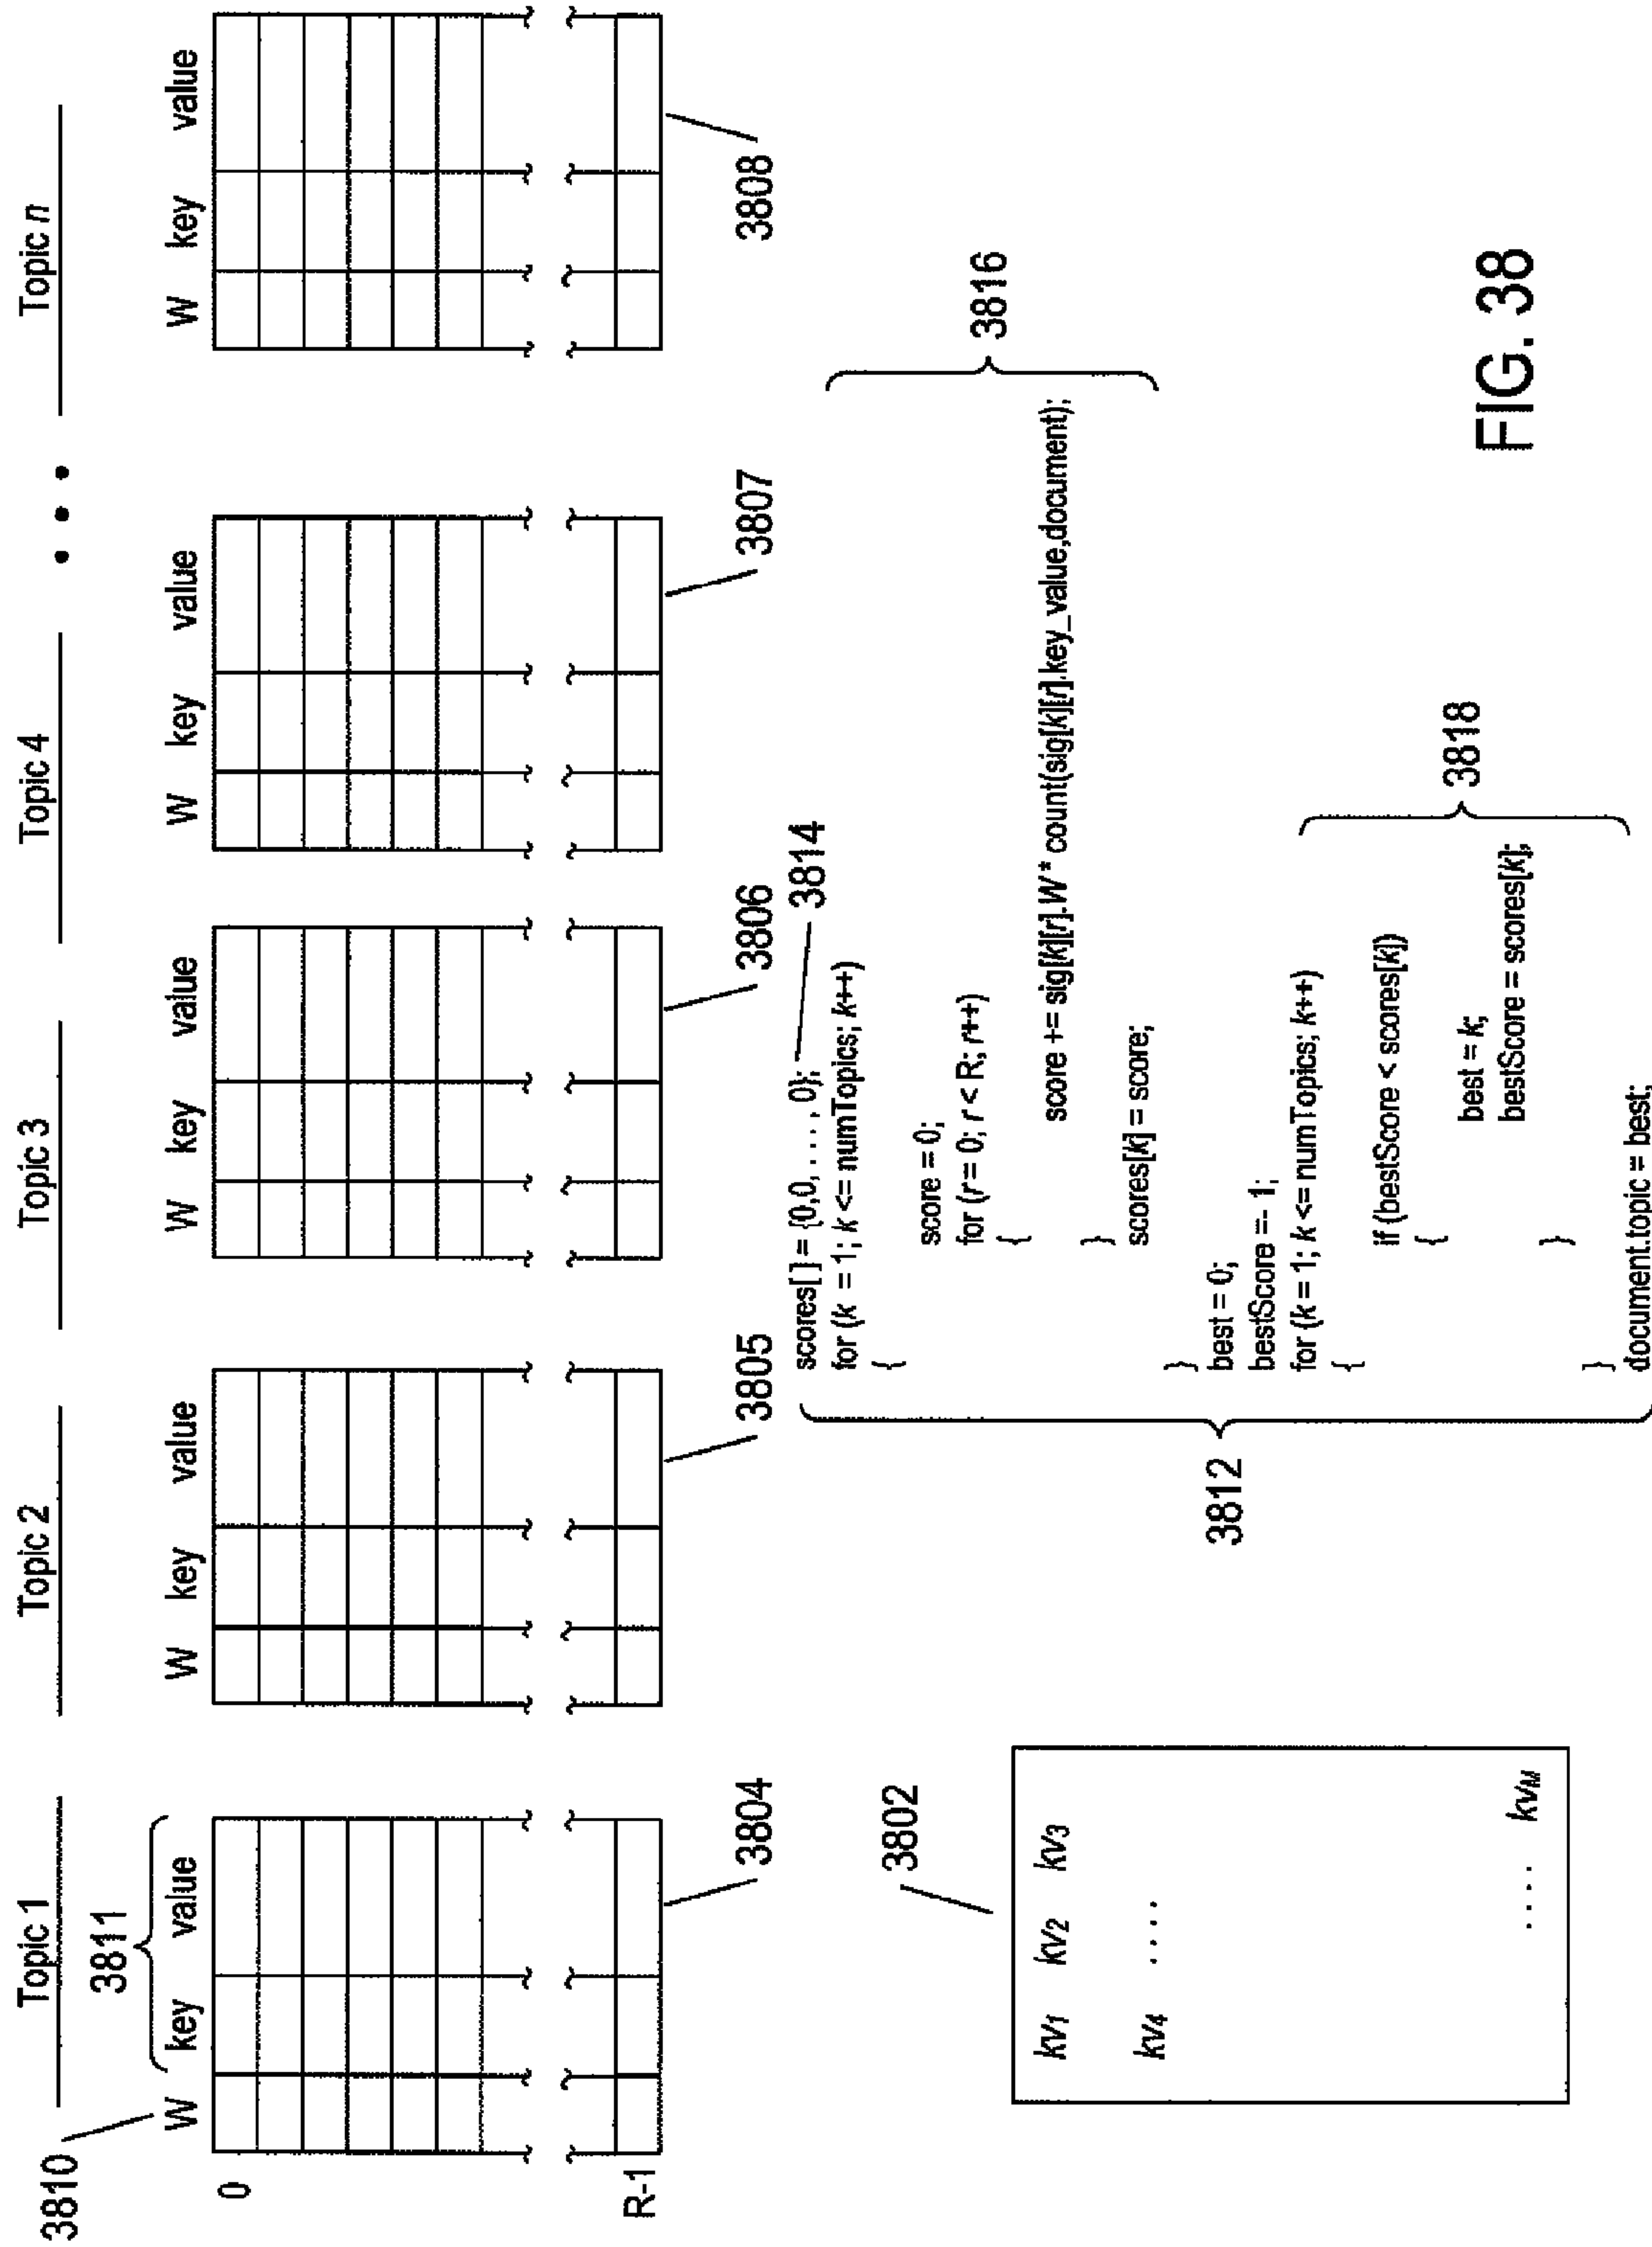 Topic 1
Topic 2
Topic 3
Topic 4
• • •
Topic n
3810
3811
W key value
W key value
W key value
W key value
W key value
0
R-1
3804
3805
3806
3807
3808
3802
kv1 kv2 kv3
kv4 ....
.... kvM
3812
scores[ ] = {0,0, ... , 0};
3814
for (k = 1; k <= numTopics; k++)
{
score = 0;
for (r = 0; r < R; r++)
{
score += sig[k][r].W * count(sig[k][r].key_value,document);
}
scores[k] = score;
}
3816
best = 0;
bestScore =- 1;
for (k = 1; k <= numTopics; k++)
{
if (bestScore < scores[k])
{
best = k;
bestScore = scores[k];
}
}
3818
document.topic = best;
FIG. 38